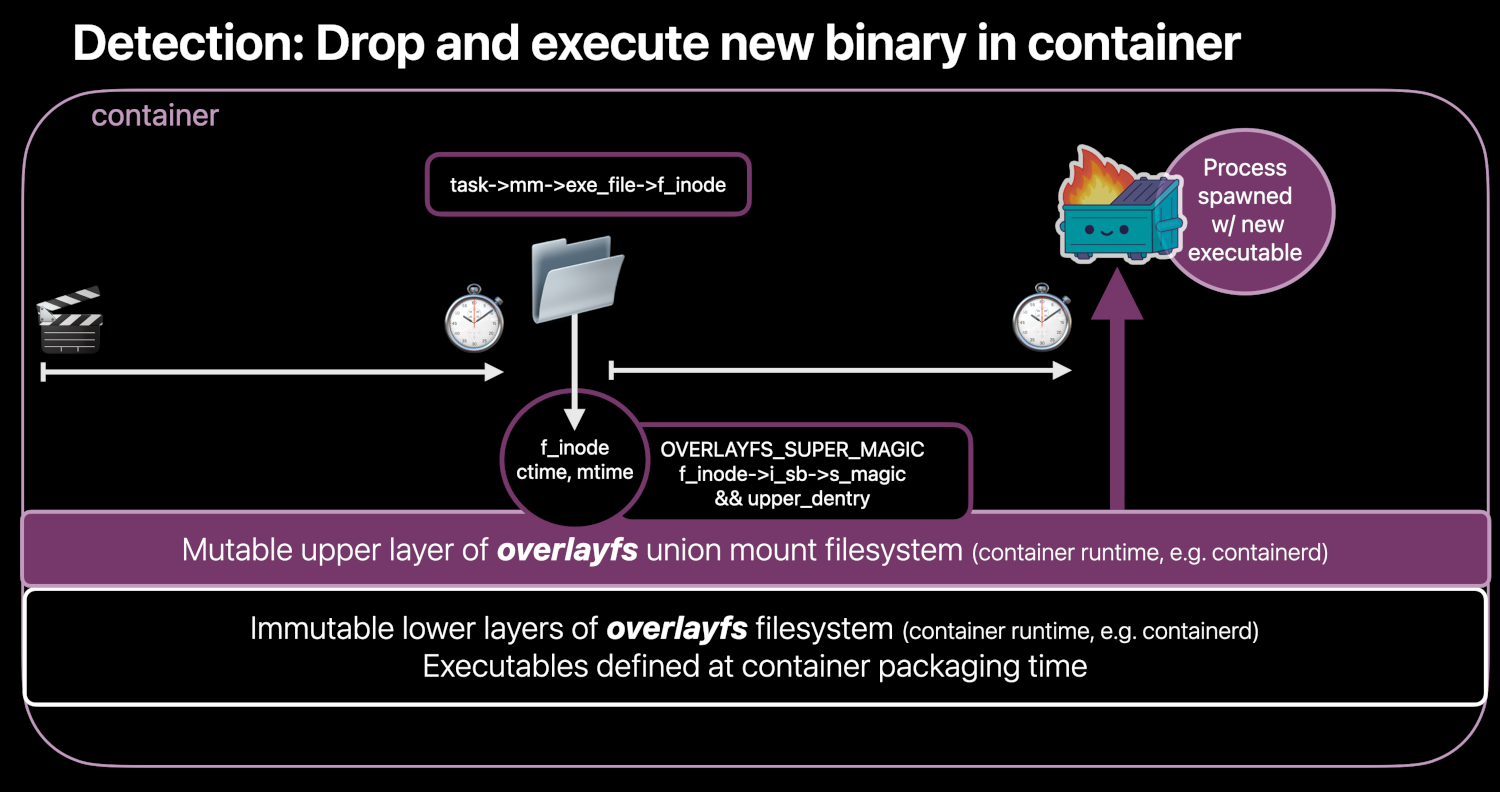 Detection: Drop and execute new binary in container
container
task->mm->exe_file->f_inode
Process
spawned
w/ new
executable
f_inode
ctime, mtime
OVERLAYFS_SUPER_MAGIC
f_inode->i_sb->s_magic
&& upper_dentry
Mutable upper layer of overlayfs union mount filesystem (container runtime, e.g. containerd)
Immutable lower layers of overlayfs filesystem (container runtime, e.g. containerd)
Executables defined at container packaging time